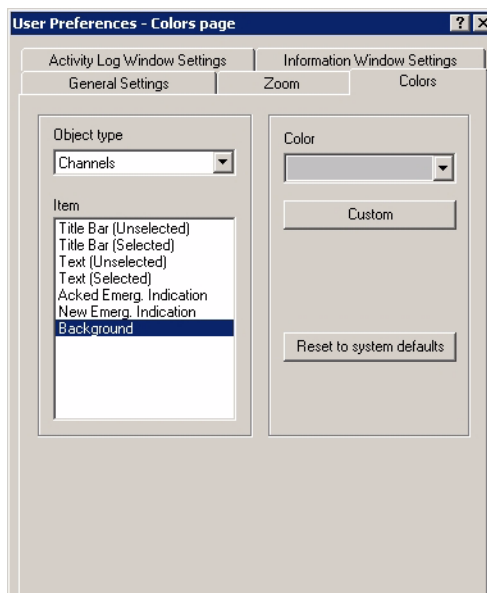 User Preferences - Colors page
Activity Log Window Settings
Information Window Settings
General Settings
Zoom
Colors
Object type
Channels
Item
Title Bar (Unselected)
Title Bar (Selected)
Text (Unselected)
Text (Selected)
Acked Emerg. Indication
New Emerg. Indication
Background
Color
Custom
Reset to system defaults